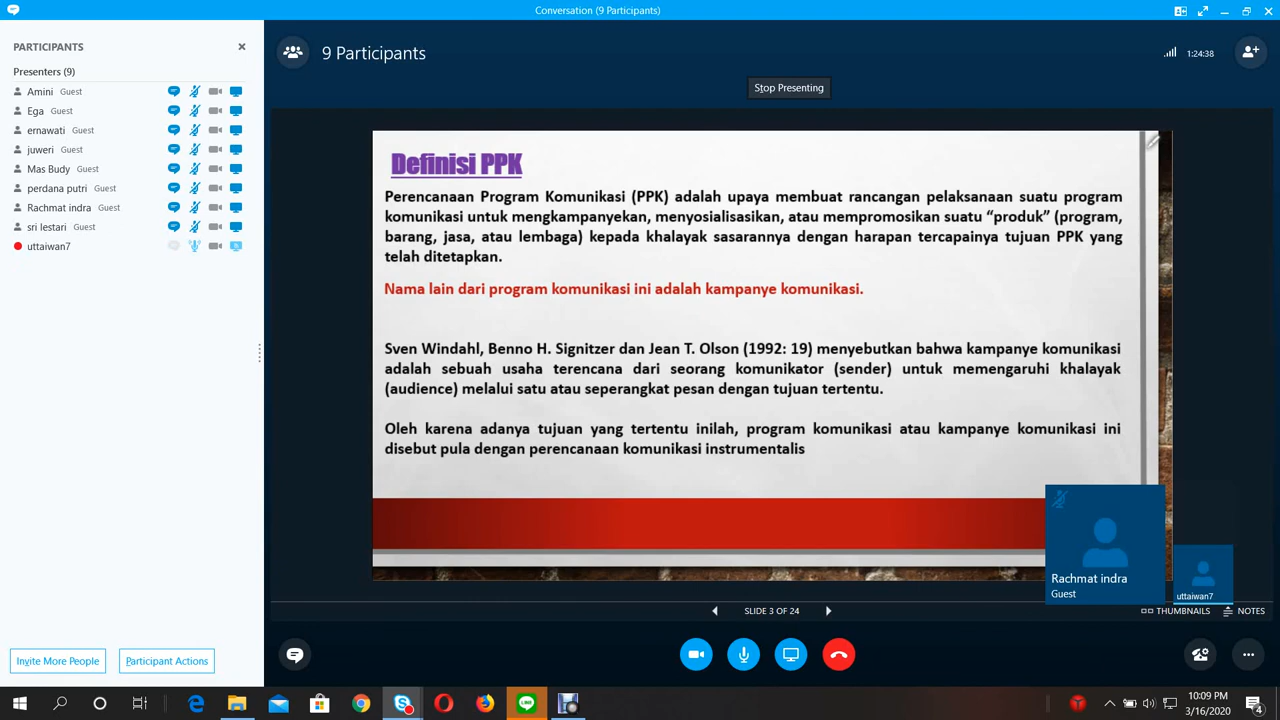 Conversation (9 Participants)
PARTICIPANTS
Presenters (9)
Amini Guest
Ega Guest
ernawati Guest
juweri Guest
Mas Budy Guest
perdana putri Guest
Rachmat indra Guest
sri lestari Guest
uttaiwan7
Invite More People
Participant Actions
9 Participants
1:24:38
Stop Presenting
Definisi PPK
Perencanaan Program Komunikasi (PPK) adalah upaya membuat rancangan pelaksanaan suatu program
komunikasi untuk mengkampanyekan, menyosialisasikan, atau mempromosikan suatu “produk” (program,
barang, jasa, atau lembaga) kepada khalayak sasarannya dengan harapan tercapainya tujuan PPK yang
telah ditetapkan.
Nama lain dari program komunikasi ini adalah kampanye komunikasi.
Sven Windahl, Benno H. Signitzer dan Jean T. Olson (1992: 19) menyebutkan bahwa kampanye komunikasi
adalah sebuah usaha terencana dari seorang komunikator (sender) untuk memengaruhi khalayak
(audience) melalui satu atau seperangkat pesan dengan tujuan tertentu.
Oleh karena adanya tujuan yang tertentu inilah, program komunikasi atau kampanye komunikasi ini
disebut pula dengan perencanaan komunikasi instrumentalis
Rachmat indra
Guest
uttaiwan7
SLIDE 3 OF 24
THUMBNAILS
NOTES
LINE
10:09 PM
3/16/2020
4